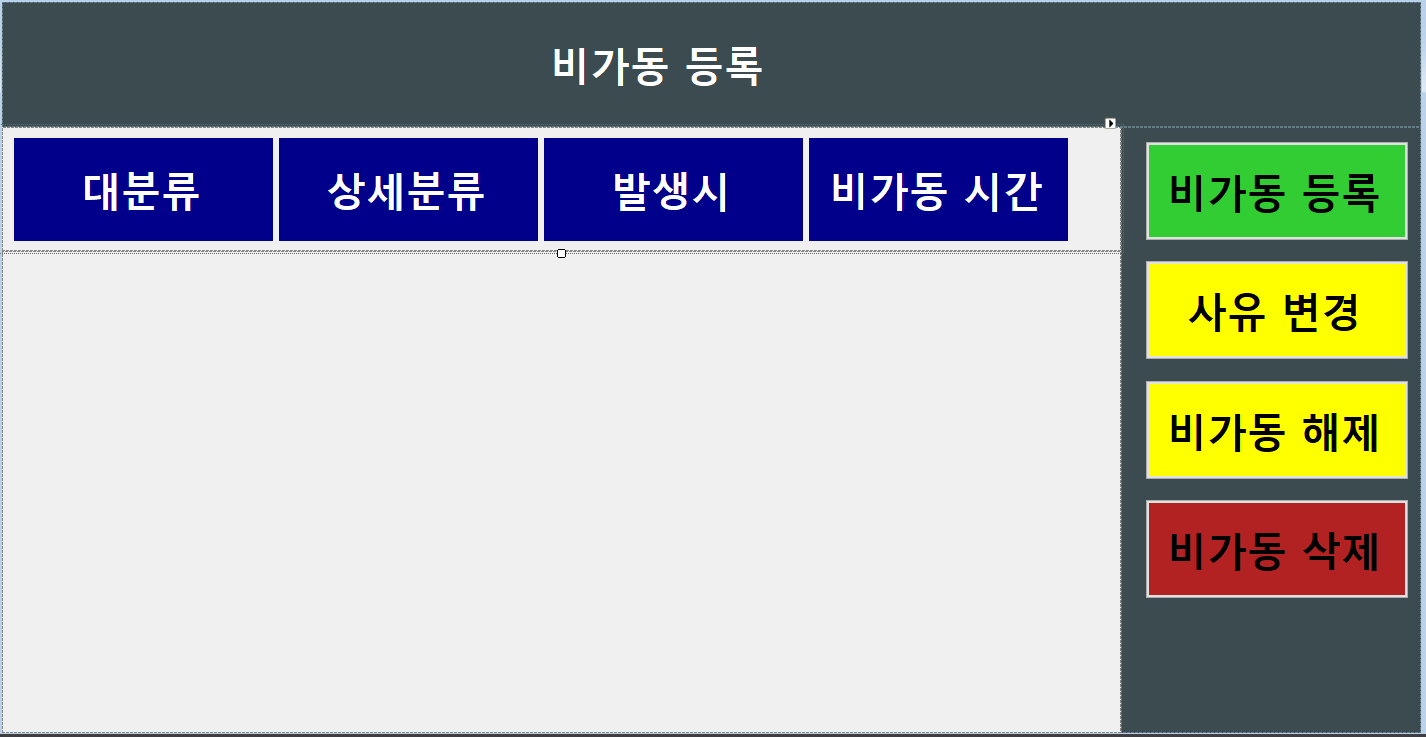 비가동 등록
대분류 상세분류 발생시 비가동 시간
비가동 등록
사유 변경
비가동 해제
비가동 삭제